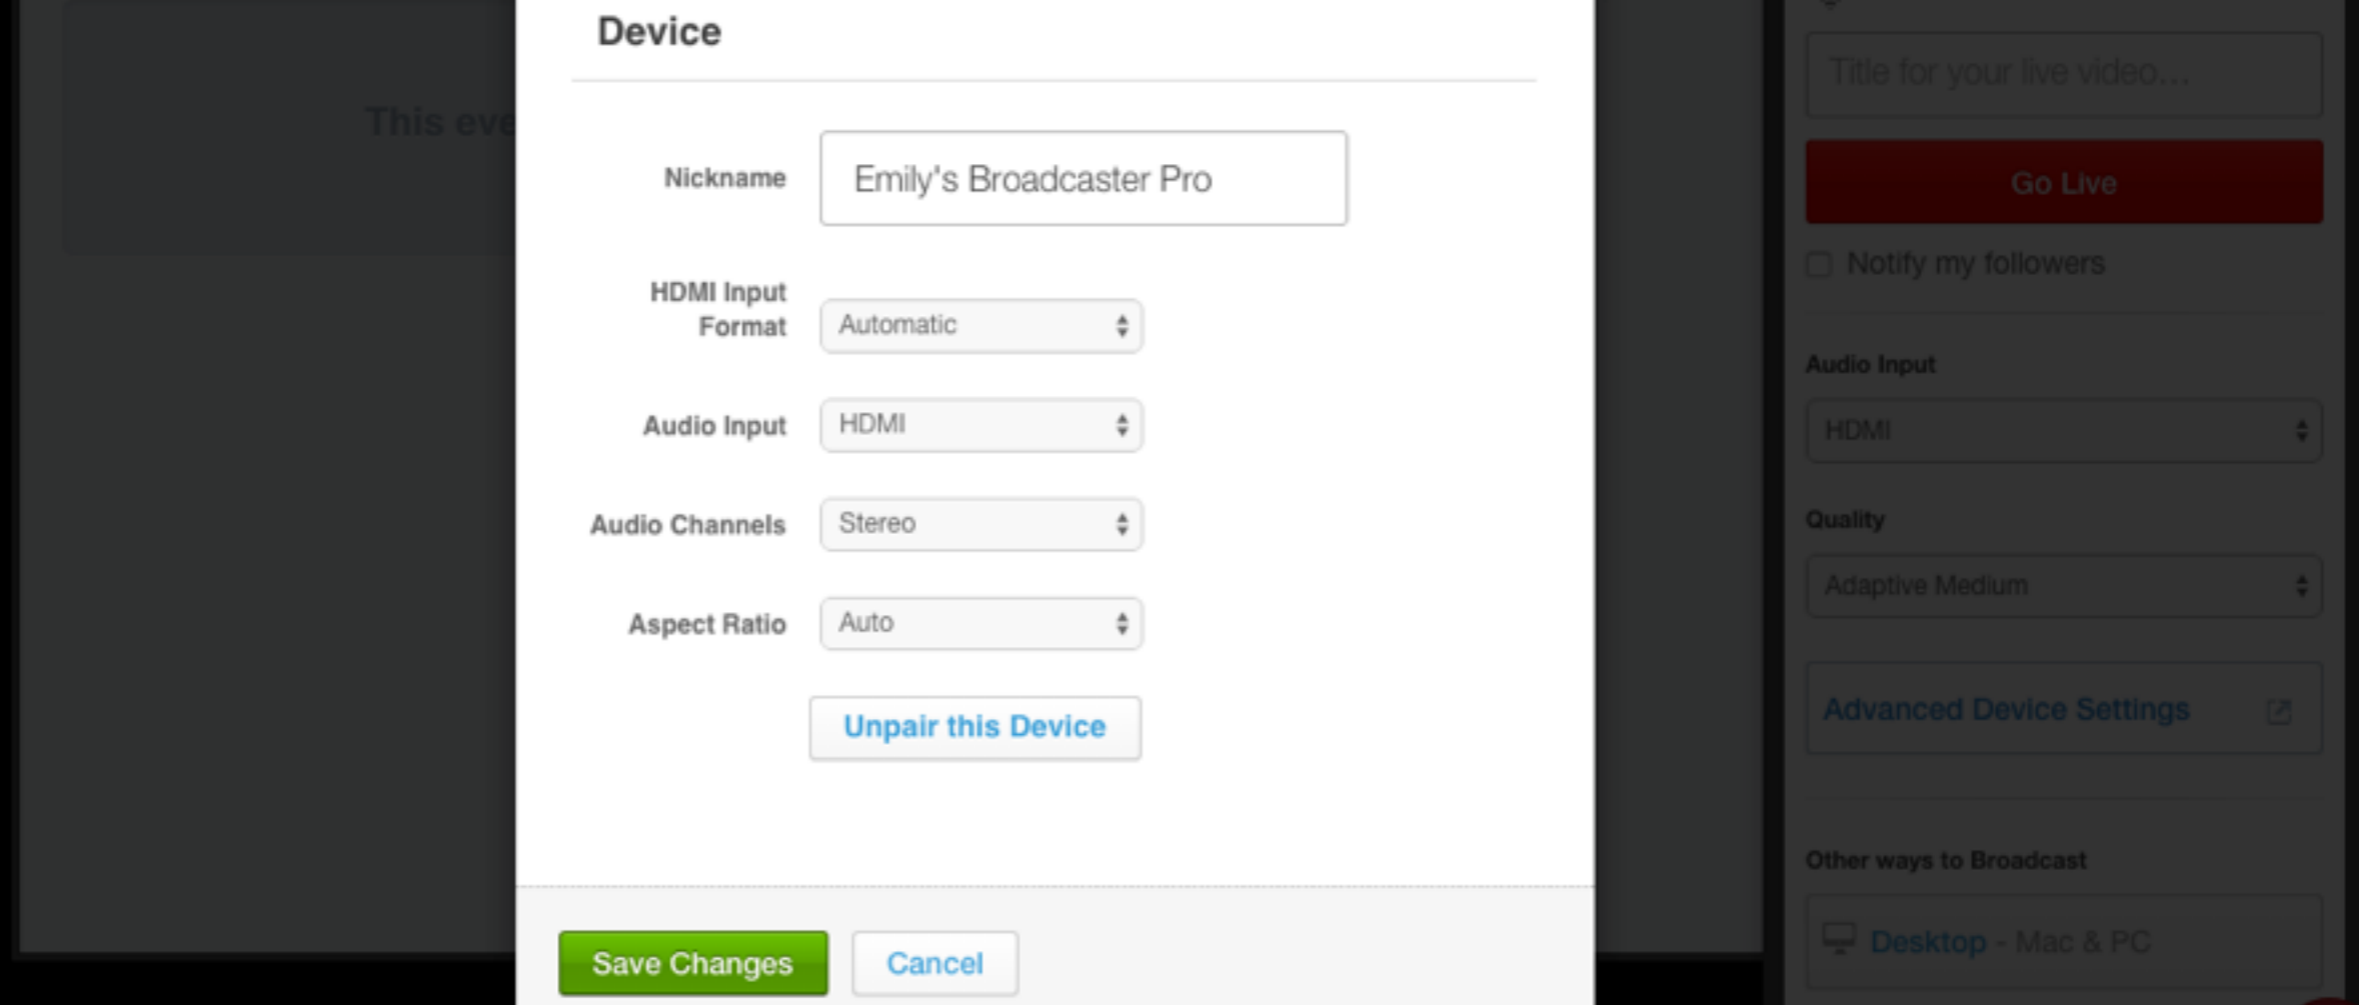 Device
This eve
Nickname
Emily's Broadcaster Pro
HDMI Input
Format
Automatic
Audio Input
HDMI
Audio Channels
Stereo
Aspect Ratio
Auto
Unpair this Device
Save Changes
Cancel
Title for your live video...
Go Live
Notify my followers
Audio Input
HDMI
Quality
Adaptive Medium
Advanced Device Settings
Other ways to Broadcast
Desktop - Mac & PC